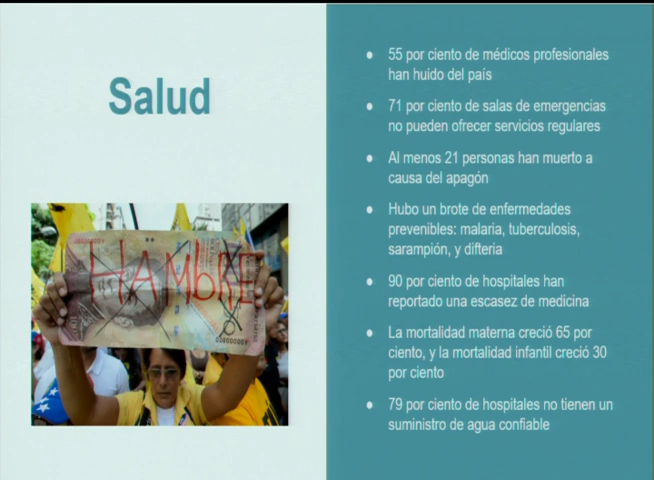 Salud
HAMbRE
55 por ciento de médicos profesionales
han huido del país
71 por ciento de salas de emergencias
no pueden ofrecer servicios regulares
Al menos 21 personas han muerto a
causa del apagón
Hubo un brote de enfermedades
prevenibles: malaria, tuberculosis,
sarampión, y difteria
90 por ciento de hospitales han
reportado una escasez de medicina
La mortalidad materna creció 65 por
ciento, y la mortalidad infantil creció 30
por ciento
79 por ciento de hospitales no tienen un
suministro de agua confiable